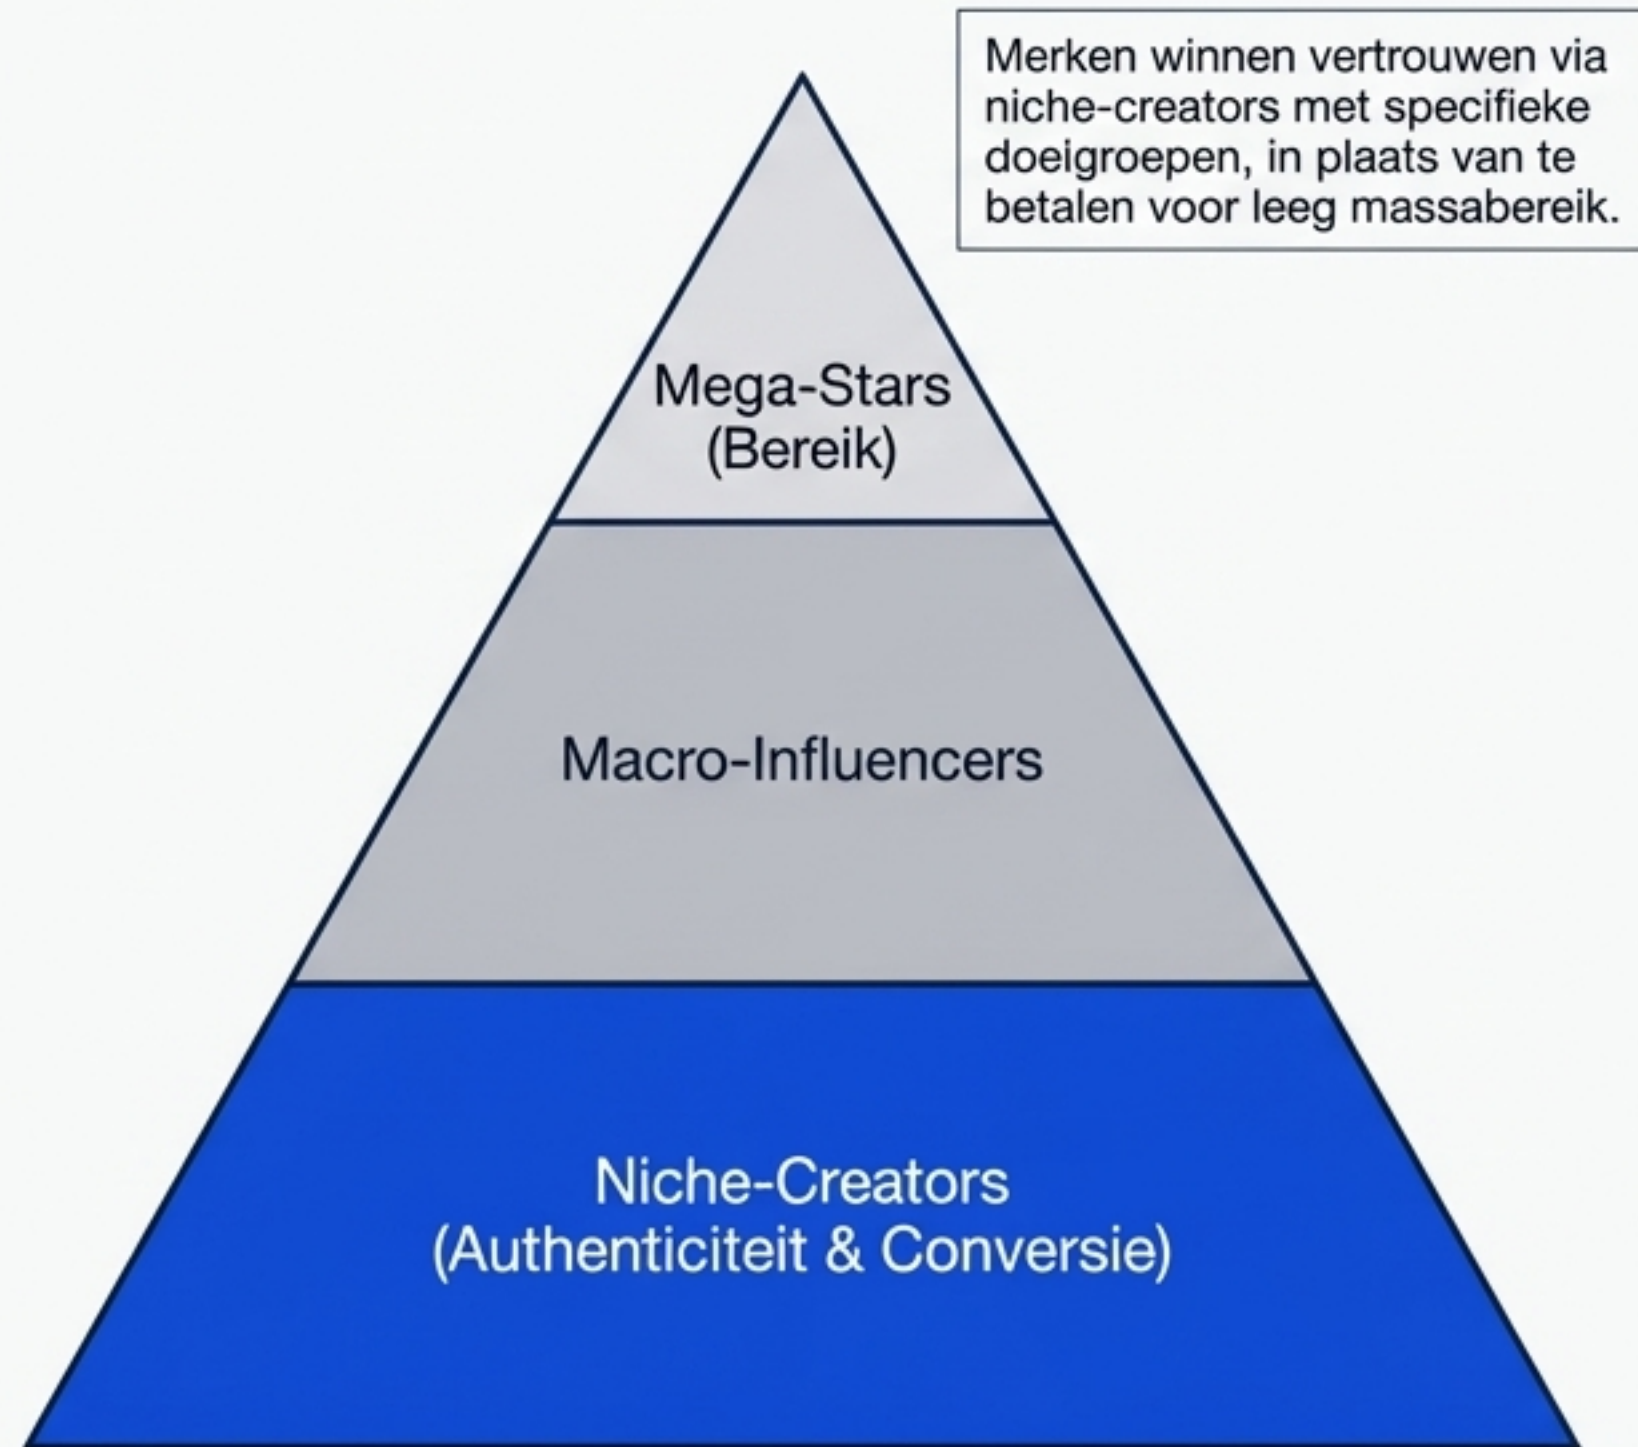 Merken winnen vertrouwen via
niche-creators met specifieke
doeigroepen, in plaats van te
betalen voor leeg massabereik.
Mega-Stars
(Bereik)
Macro-Influencers
Niche-Creators
(Authenticiteit & Conversie)